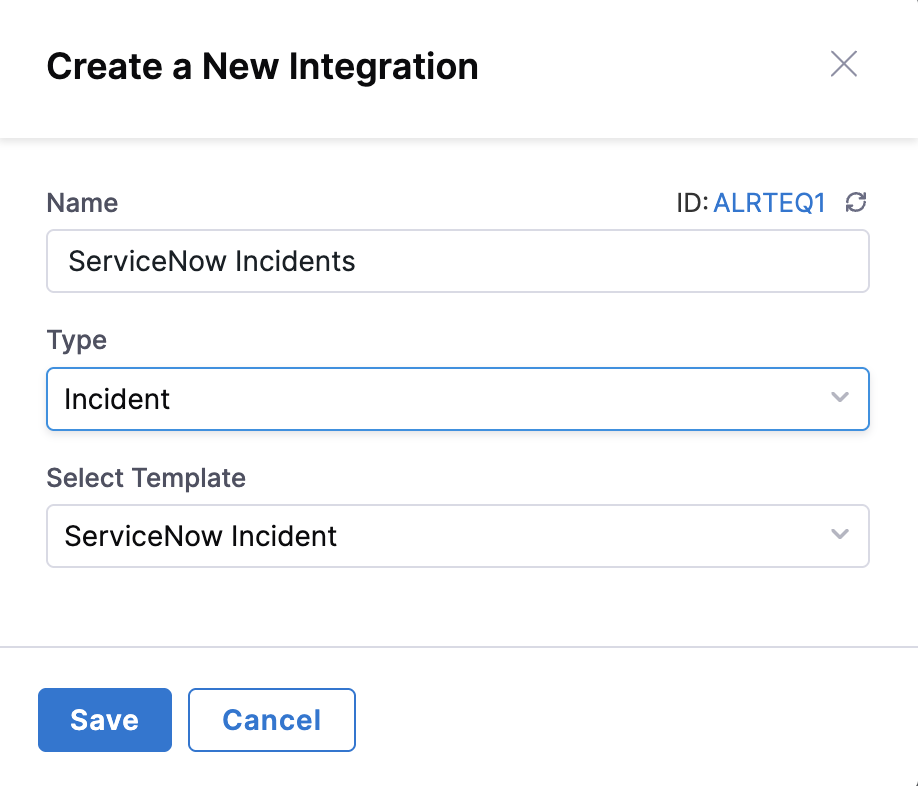 Create a New Integration
Name ID: ALRTEQ1
ServiceNow Incidents
Type
Incident
Select Template
ServiceNow Incident
Save Cancel